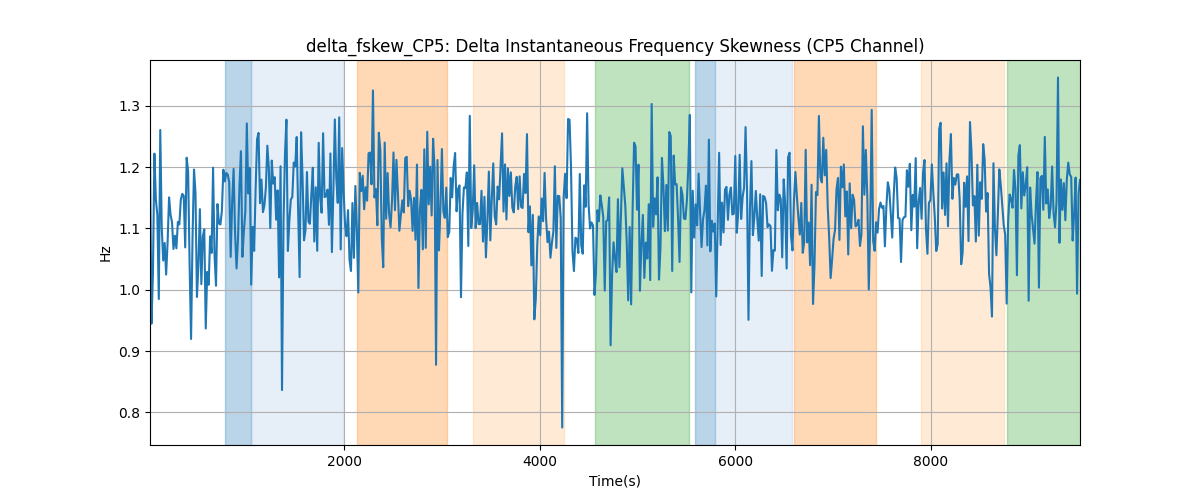 delta_fskew_CP5: Delta Instantaneous Frequency Skewness (CP5 Channel)
1.3
1.2
1.1
1.0
0.9
0.8
Hz
2000 4000 6000 8000
Time(s)